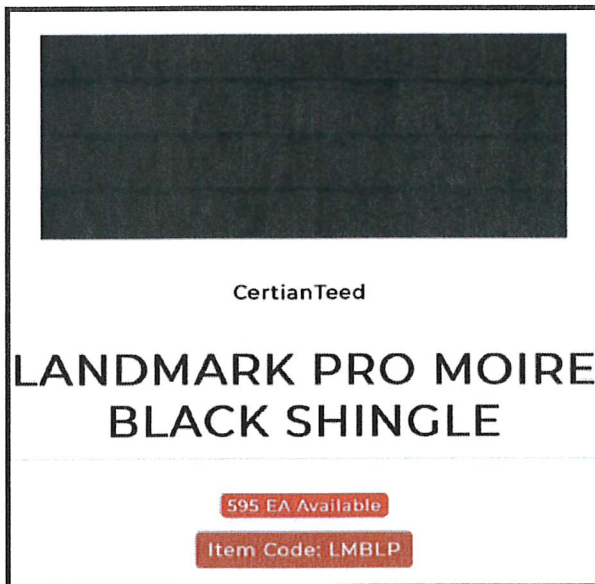 CertianTeed
LANDMARK PRO MOIRE
BLACK SHINGLE
595 EA Available
Item Code: LMBLP